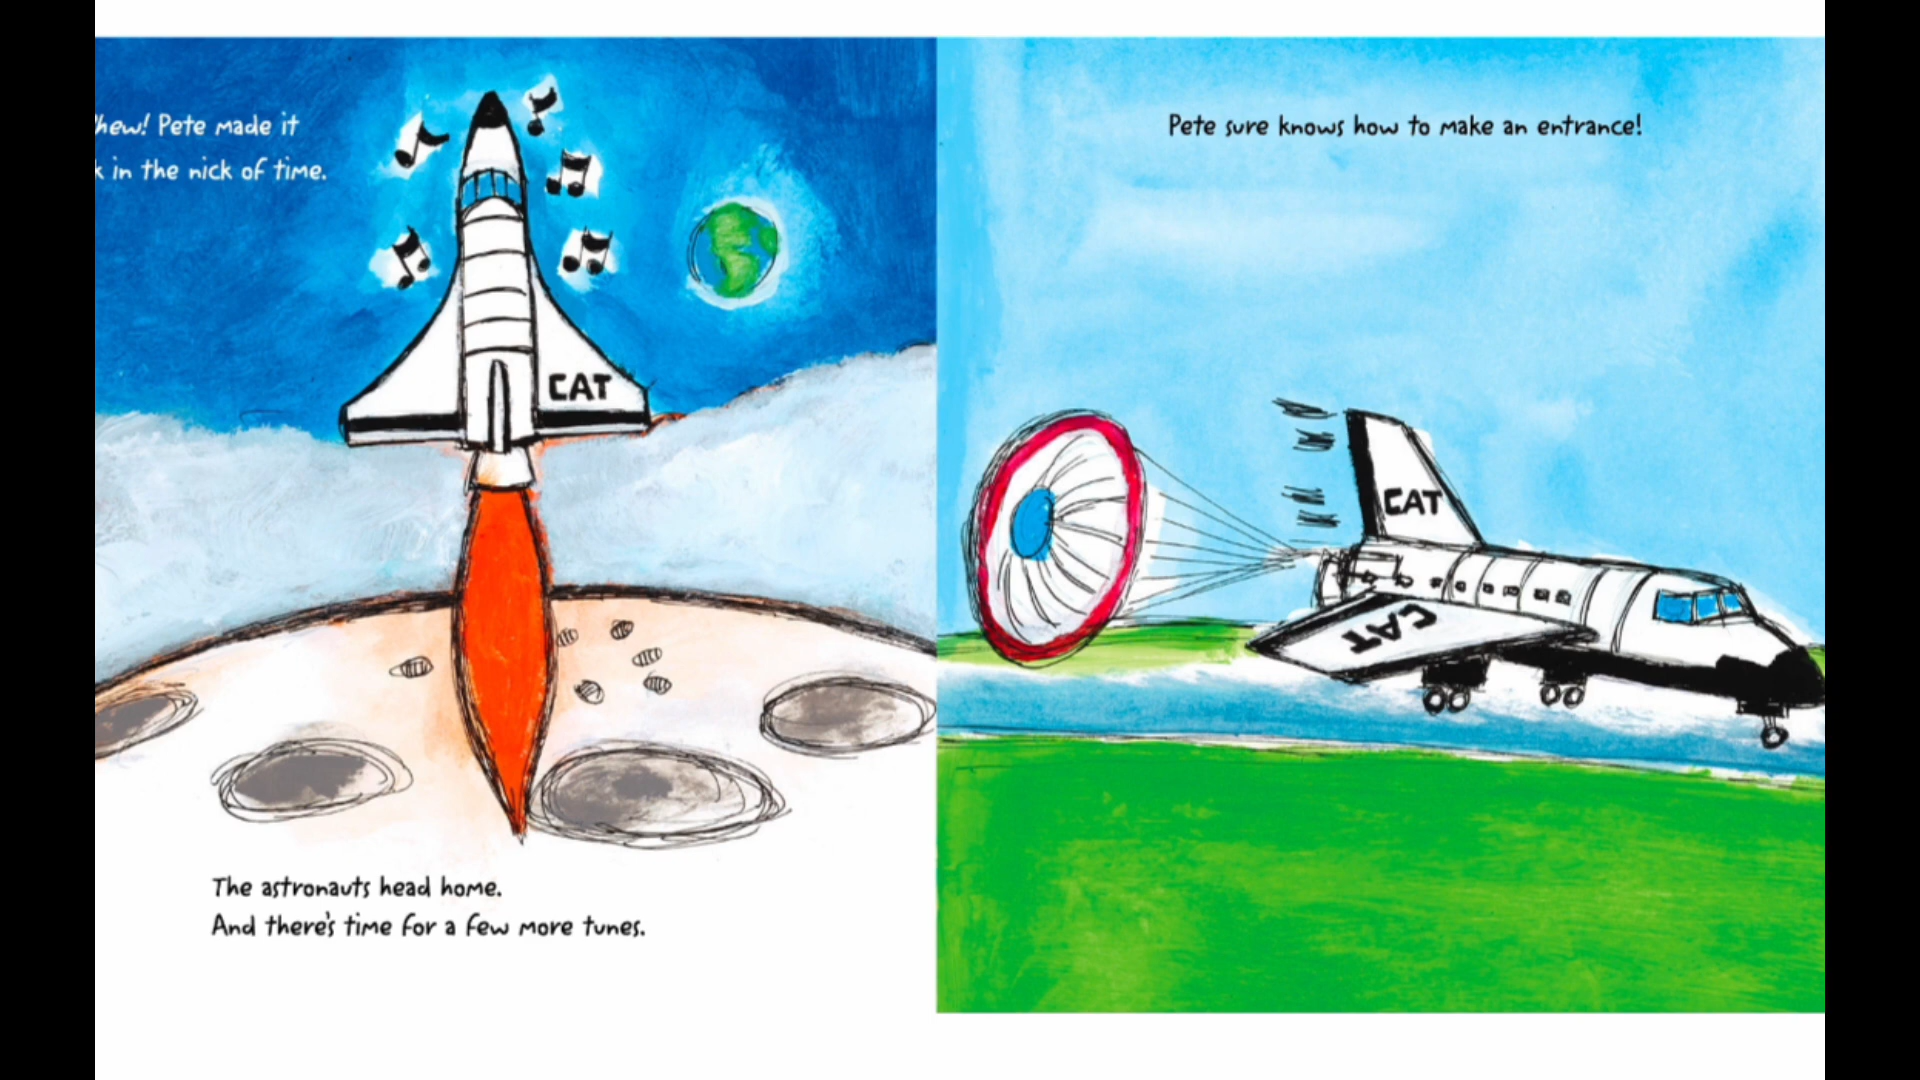 hew! Pete made it
k in the nick of time.
CAT
The astronauts head home.
And there's time for a few more tunes.
Pete sure knows how to make an entrance!
CAT
CAT